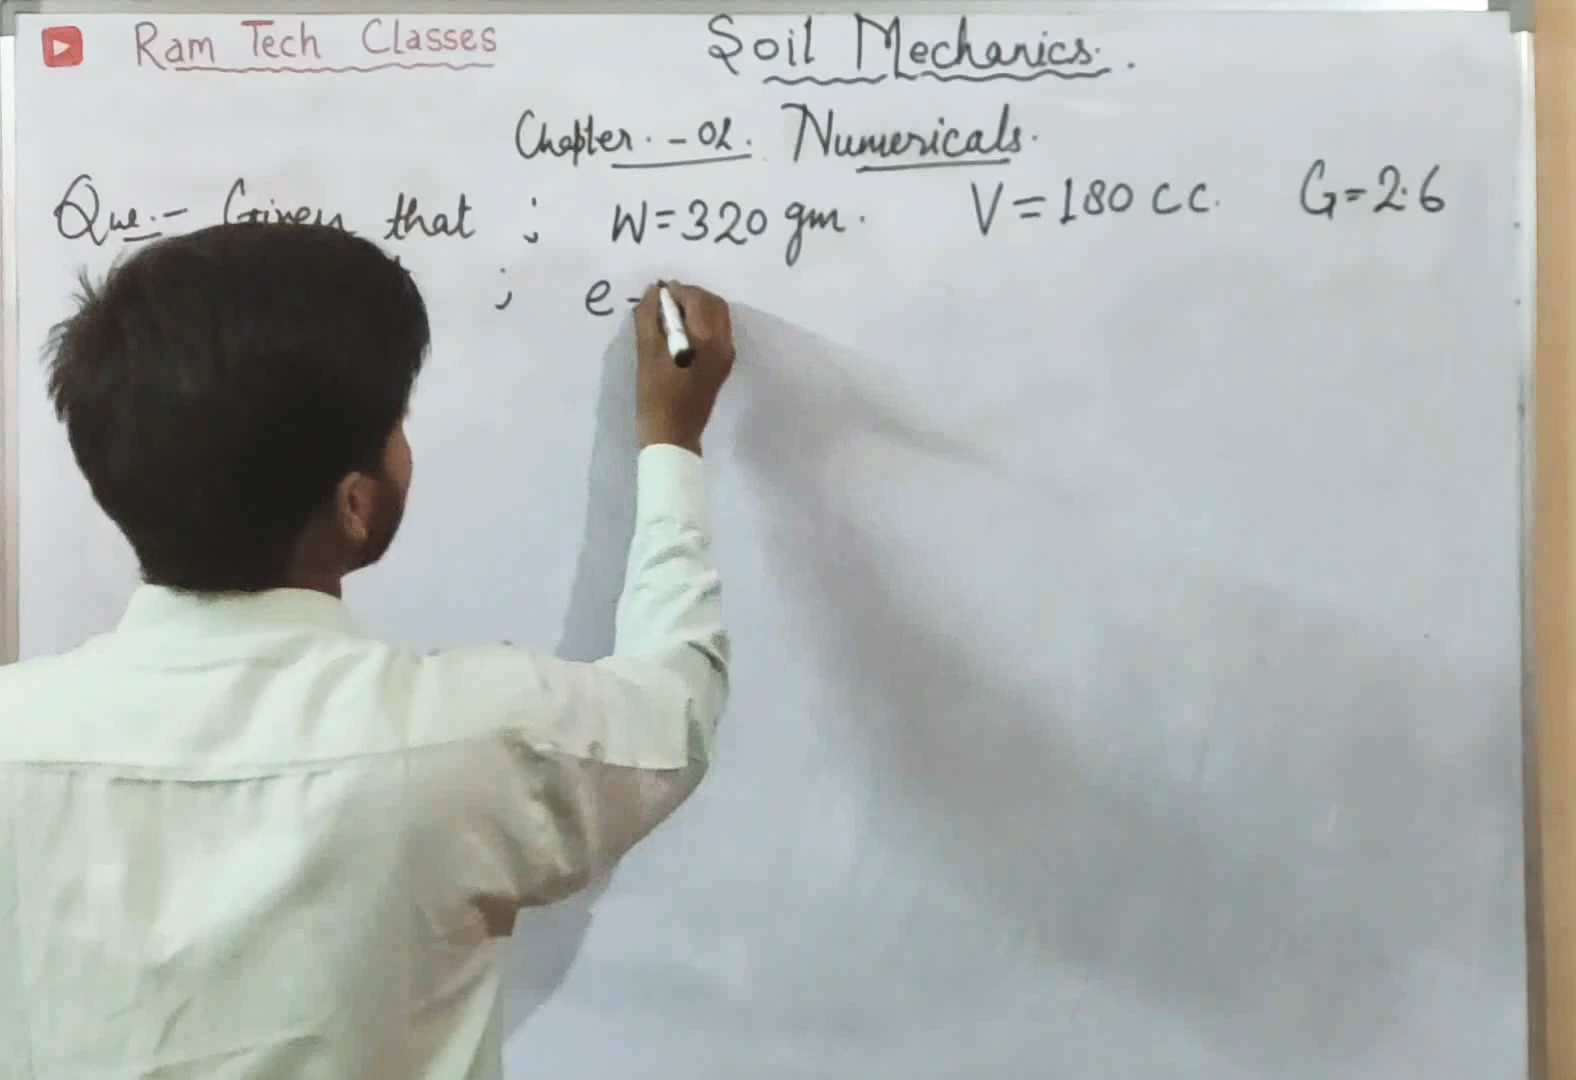 Ram Tech Classes
Soil Mechanics.
Chapter. - 02. Numericals.
Que:- Given that ; W=320 gm. V=180 CC. G=2.6
; e -